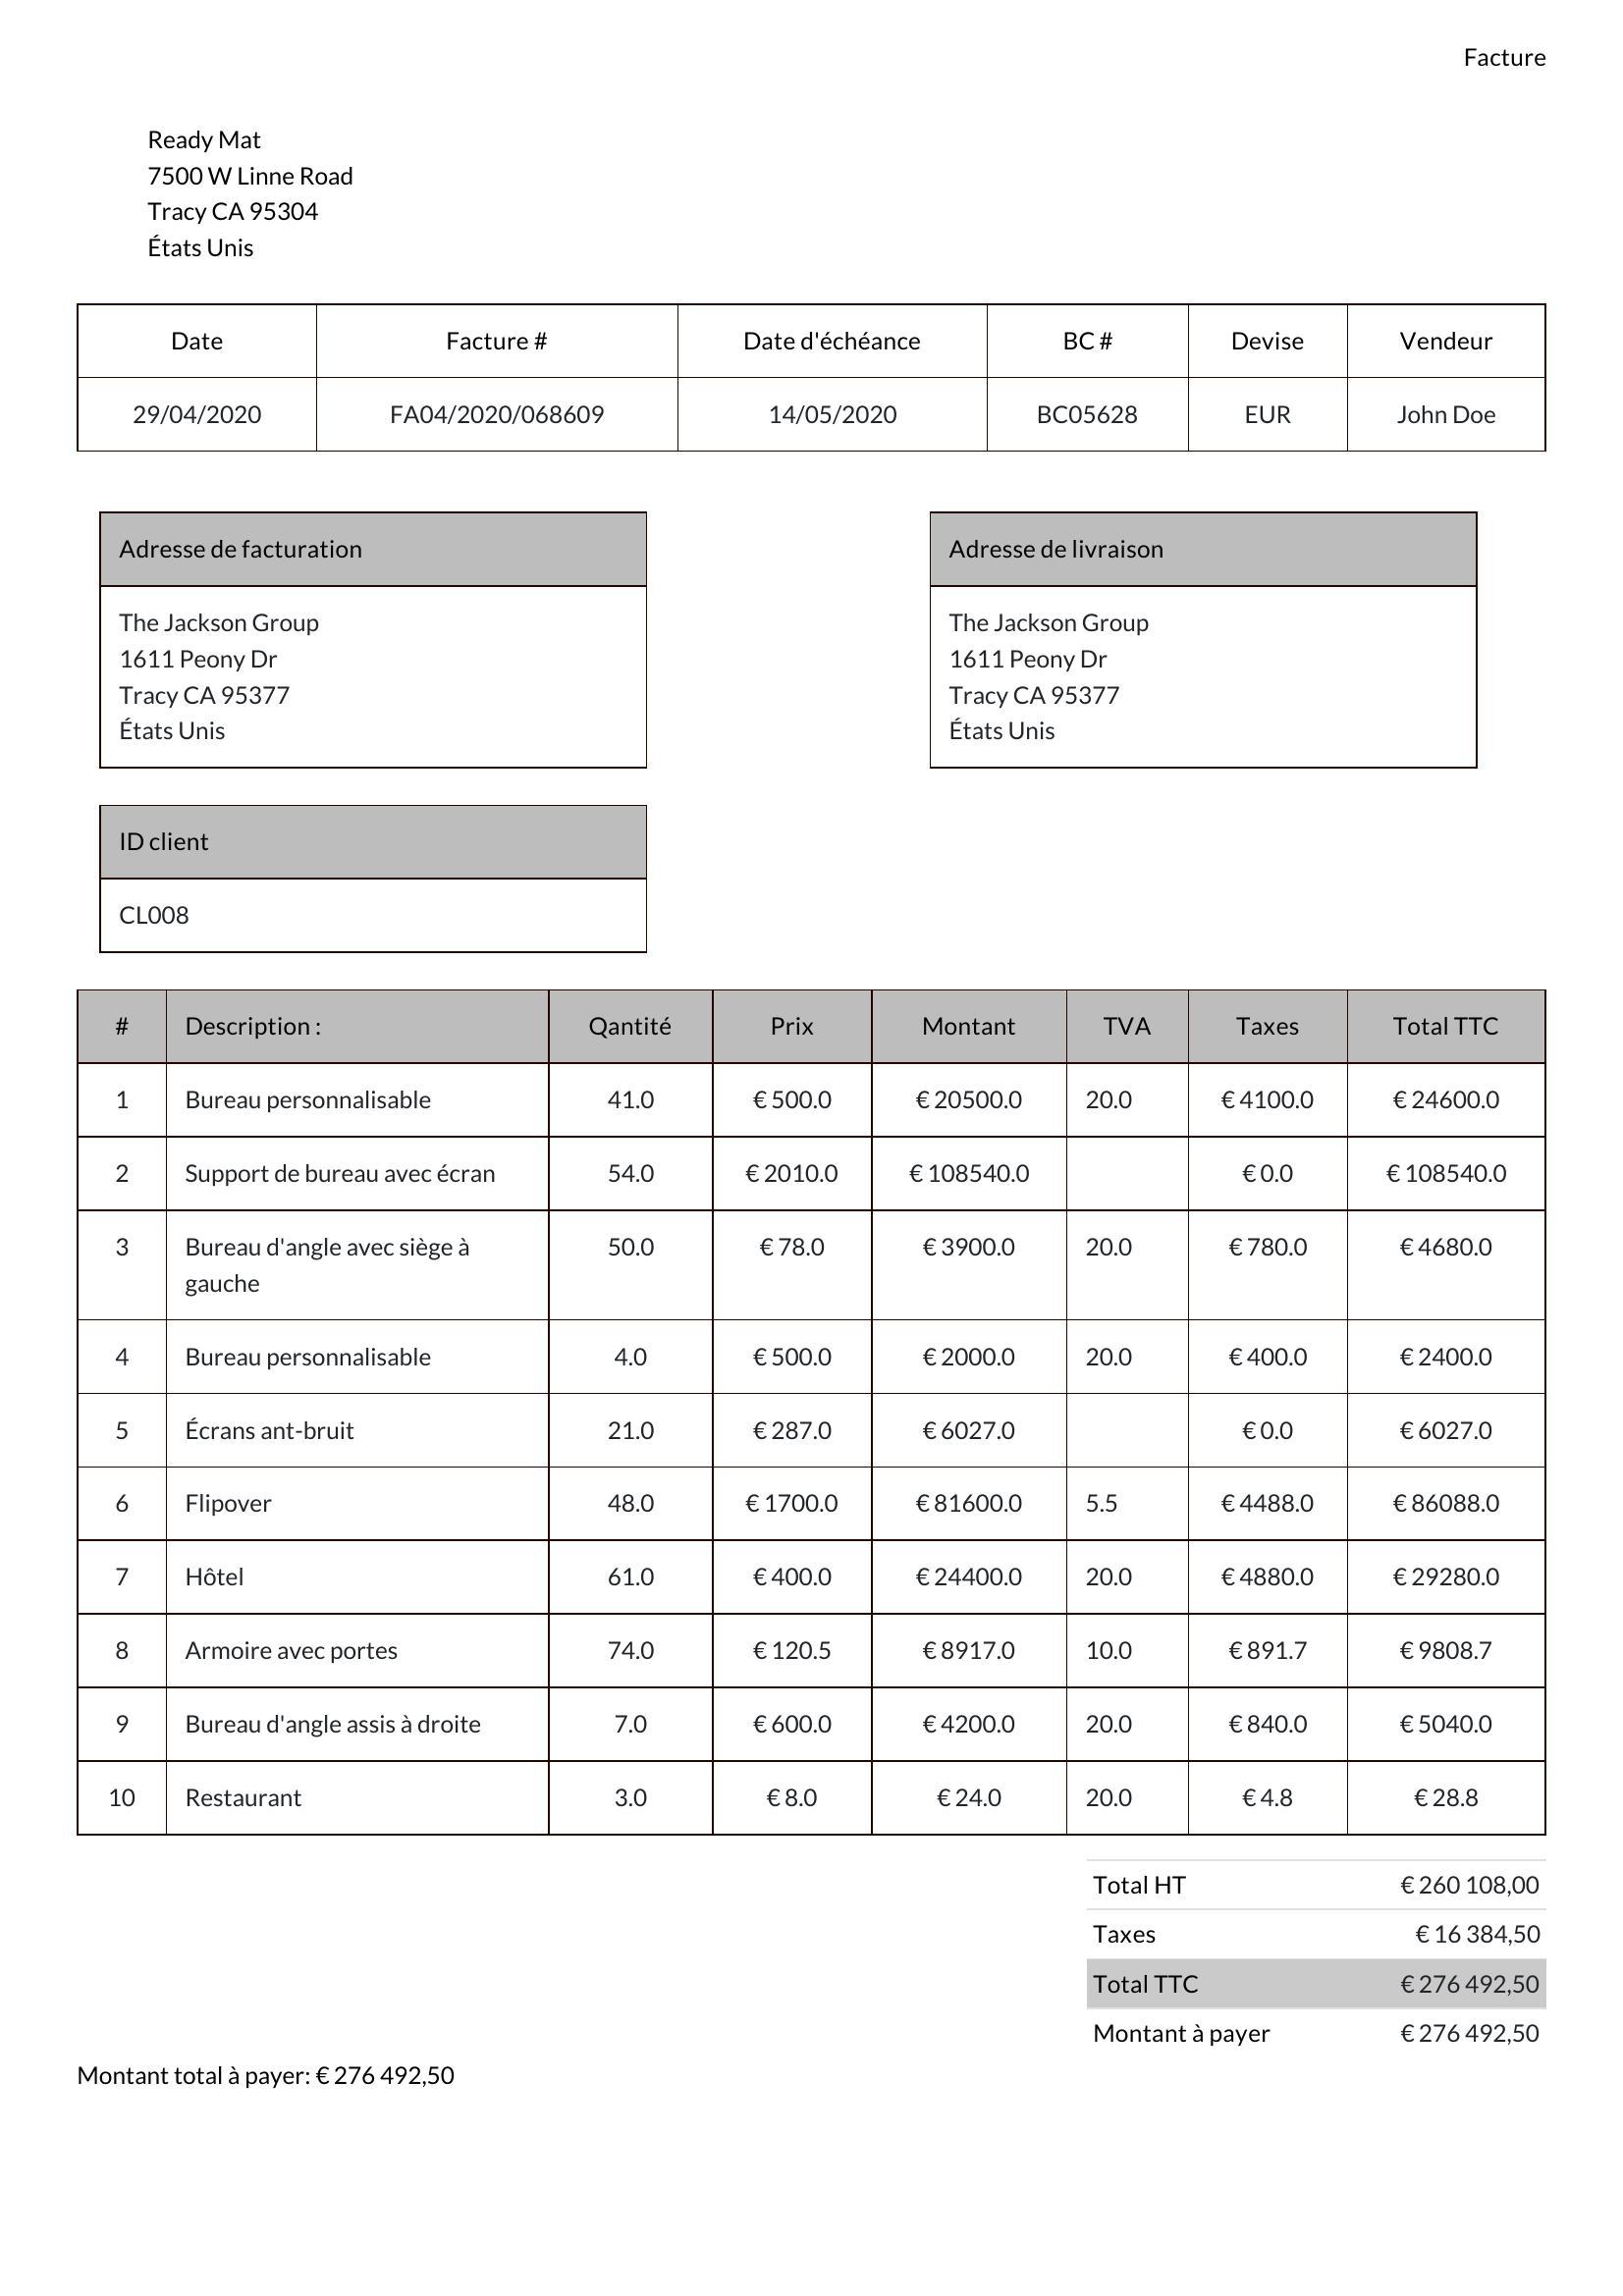 Facture
Ready Mat
7500 W Linne Road
Tracy CA 95304
États Unis
Date Facture # Date d'échéance BC # Devise Vendeur
29/04/2020 FA04/2020/068609 14/05/2020 BC05628 EUR John Doe
Adresse de facturation
The Jackson Group
1611 Peony Dr
Tracy CA 95377
États Unis
Adresse de livraison
The Jackson Group
1611 Peony Dr
Tracy CA 95377
États Unis
ID client
CL008
# Description : Qantité Prix Montant TVA Taxes Total TTC
1 Bureau personnalisable 41.0 € 500.0 € 20500.0 20.0 € 4100.0 € 24600.0
2 Support de bureau avec écran 54.0 € 2010.0 € 108540.0 € 0.0 € 108540.0
3 Bureau d'angle avec siège à 50.0 € 78.0 € 3900.0 20.0 € 780.0 € 4680.0
gauche
4 Bureau personnalisable 4.0 € 500.0 € 2000.0 20.0 € 400.0 € 2400.0
5 Écrans ant-bruit 21.0 € 287.0 € 6027.0 € 0.0 € 6027.0
6 Flipover 48.0 € 1700.0 € 81600.0 5.5 € 4488.0 € 86088.0
7 Hôtel 61.0 € 400.0 € 24400.0 20.0 € 4880.0 € 29280.0
8 Armoire avec portes 74.0 € 120.5 € 8917.0 10.0 € 891.7 € 9808.7
9 Bureau d'angle assis à droite 7.0 € 600.0 € 4200.0 20.0 € 840.0 € 5040.0
10 Restaurant 3.0 € 8.0 € 24.0 20.0 € 4.8 € 28.8
Total HT € 260 108,00
Taxes € 16 384,50
Total TTC € 276 492,50
Montant à payer € 276 492,50
Montant total à payer: € 276 492,50